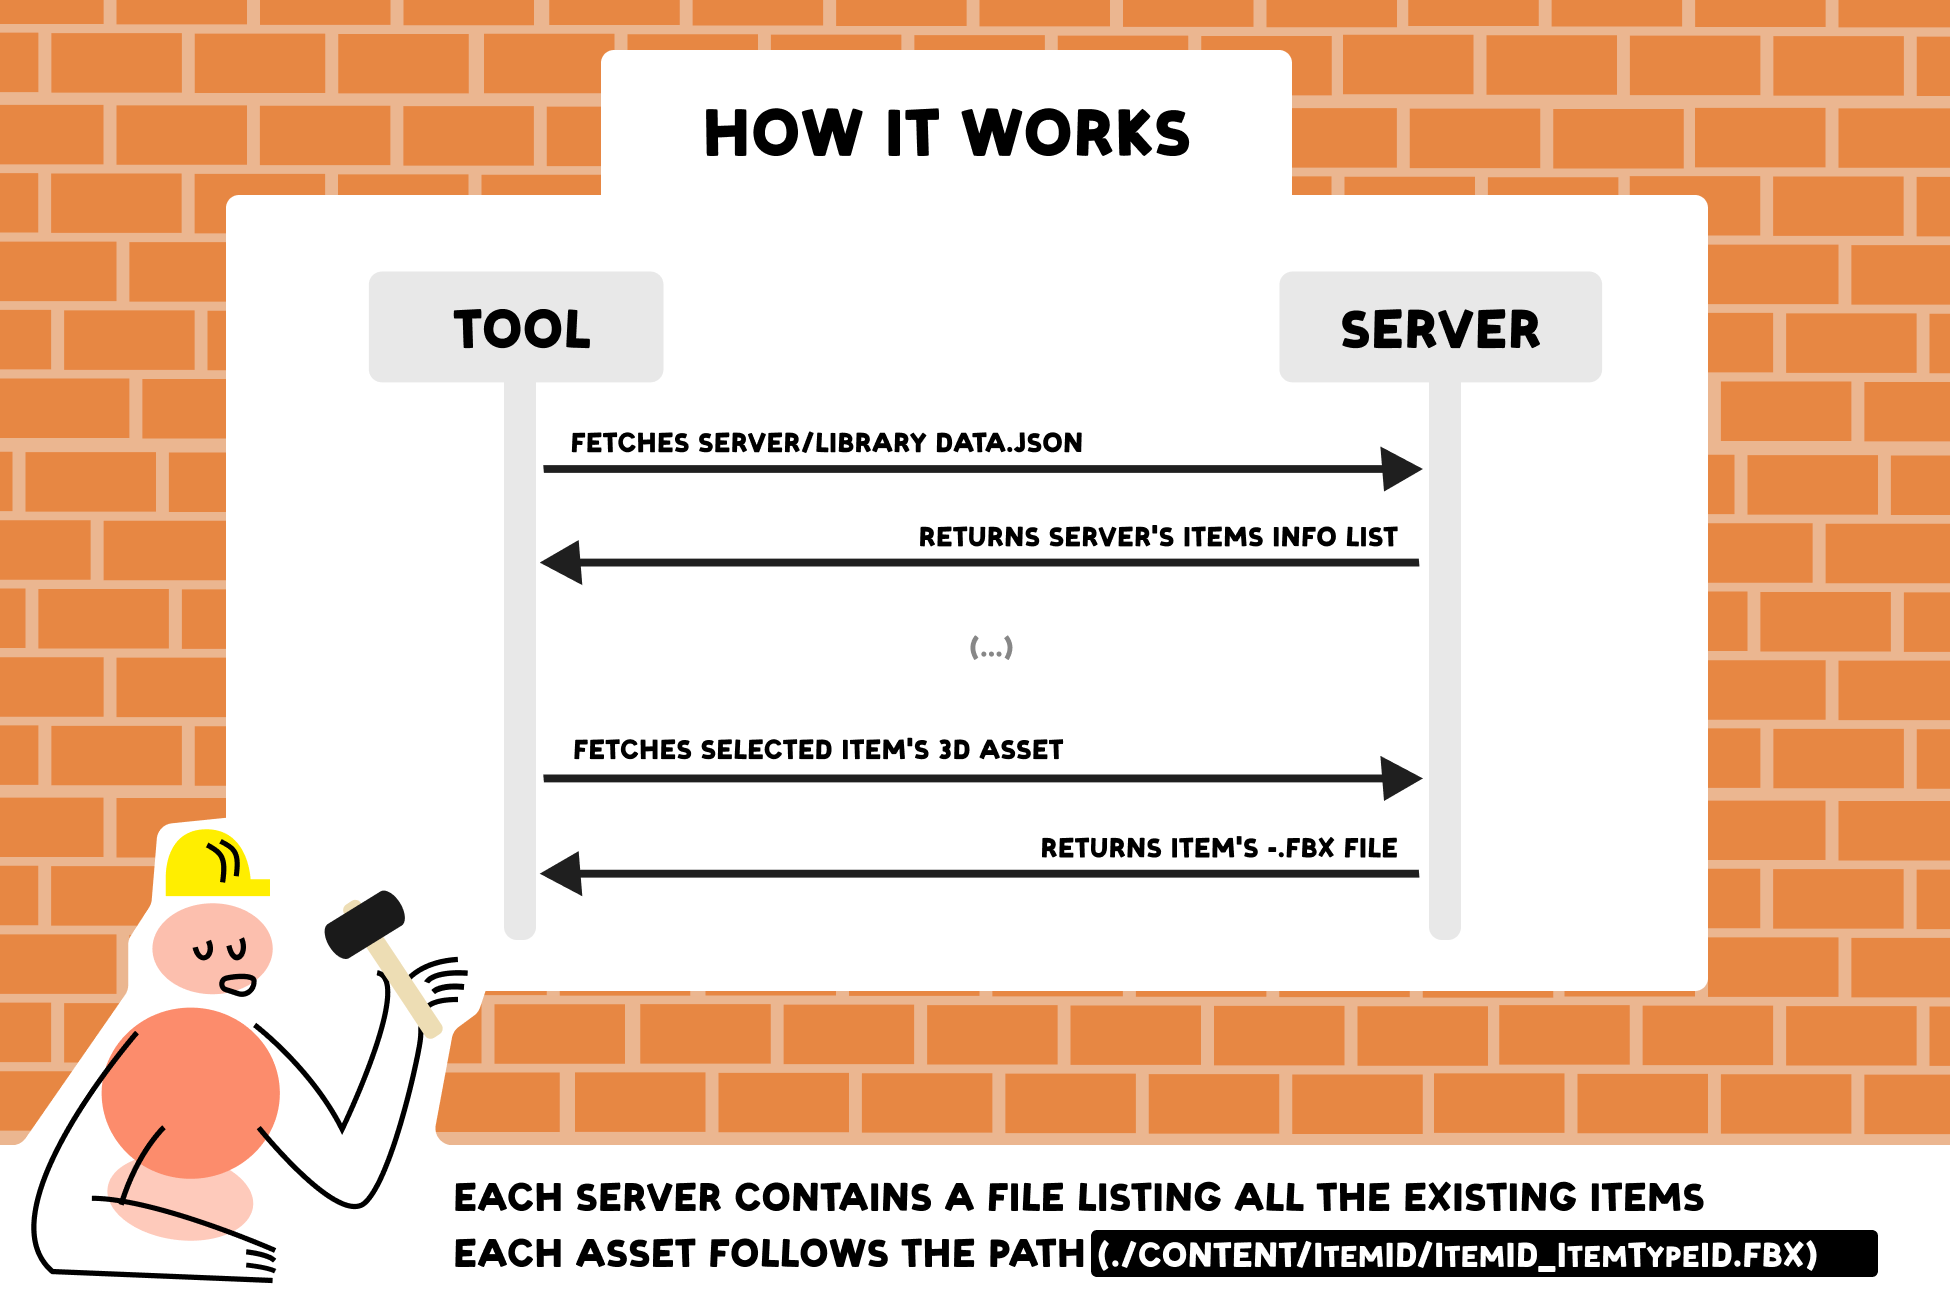 HOW IT WORKS
TOOL
SERVER
FETCHES SERVER/LIBRARY DATA.JSON
RETURNS SERVER'S ITEMS INFO LIST
(...)
FETCHES SELECTED ITEM'S 3D ASSET
RETURNS ITEM'S -.FBX FILE
EACH SERVER CONTAINS A FILE LISTING ALL THE EXISTING ITEMS
EACH ASSET FOLLOWS THE PATH (./CONTENT/ITEMID/ITEMID_ITEMTYPEID.FBX)